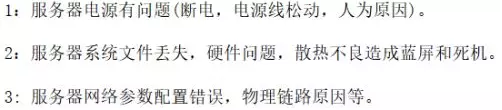 1：服务器电源有问题(断电，电源线松动，人为原因)。
2：服务器系统文件丢失，硬件问题，散热不良造成蓝屏和死机。
3: 服务器网络参数配置错误，物理链路原因等。